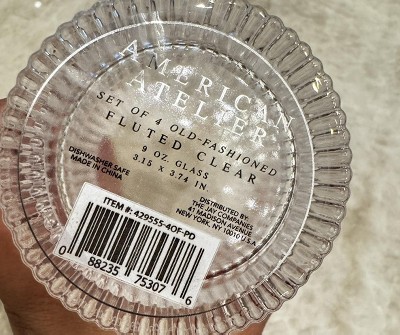 AMERICAN
ATELIER
SET OF 4 OLD-FASHIONED
FLUTED CLEAR
9 OZ GLASS
3.15 X 3.74 IN.
DISHWASHER SAFE
MADE IN CHINA
DISTRIBUTED BY:
THE JAY COMPANIES
41 MADISON AVENUE
NEW YORK, NY 10010 U.S.A
ITEM #: 429555-4OF-PD
0 88235 75307 6